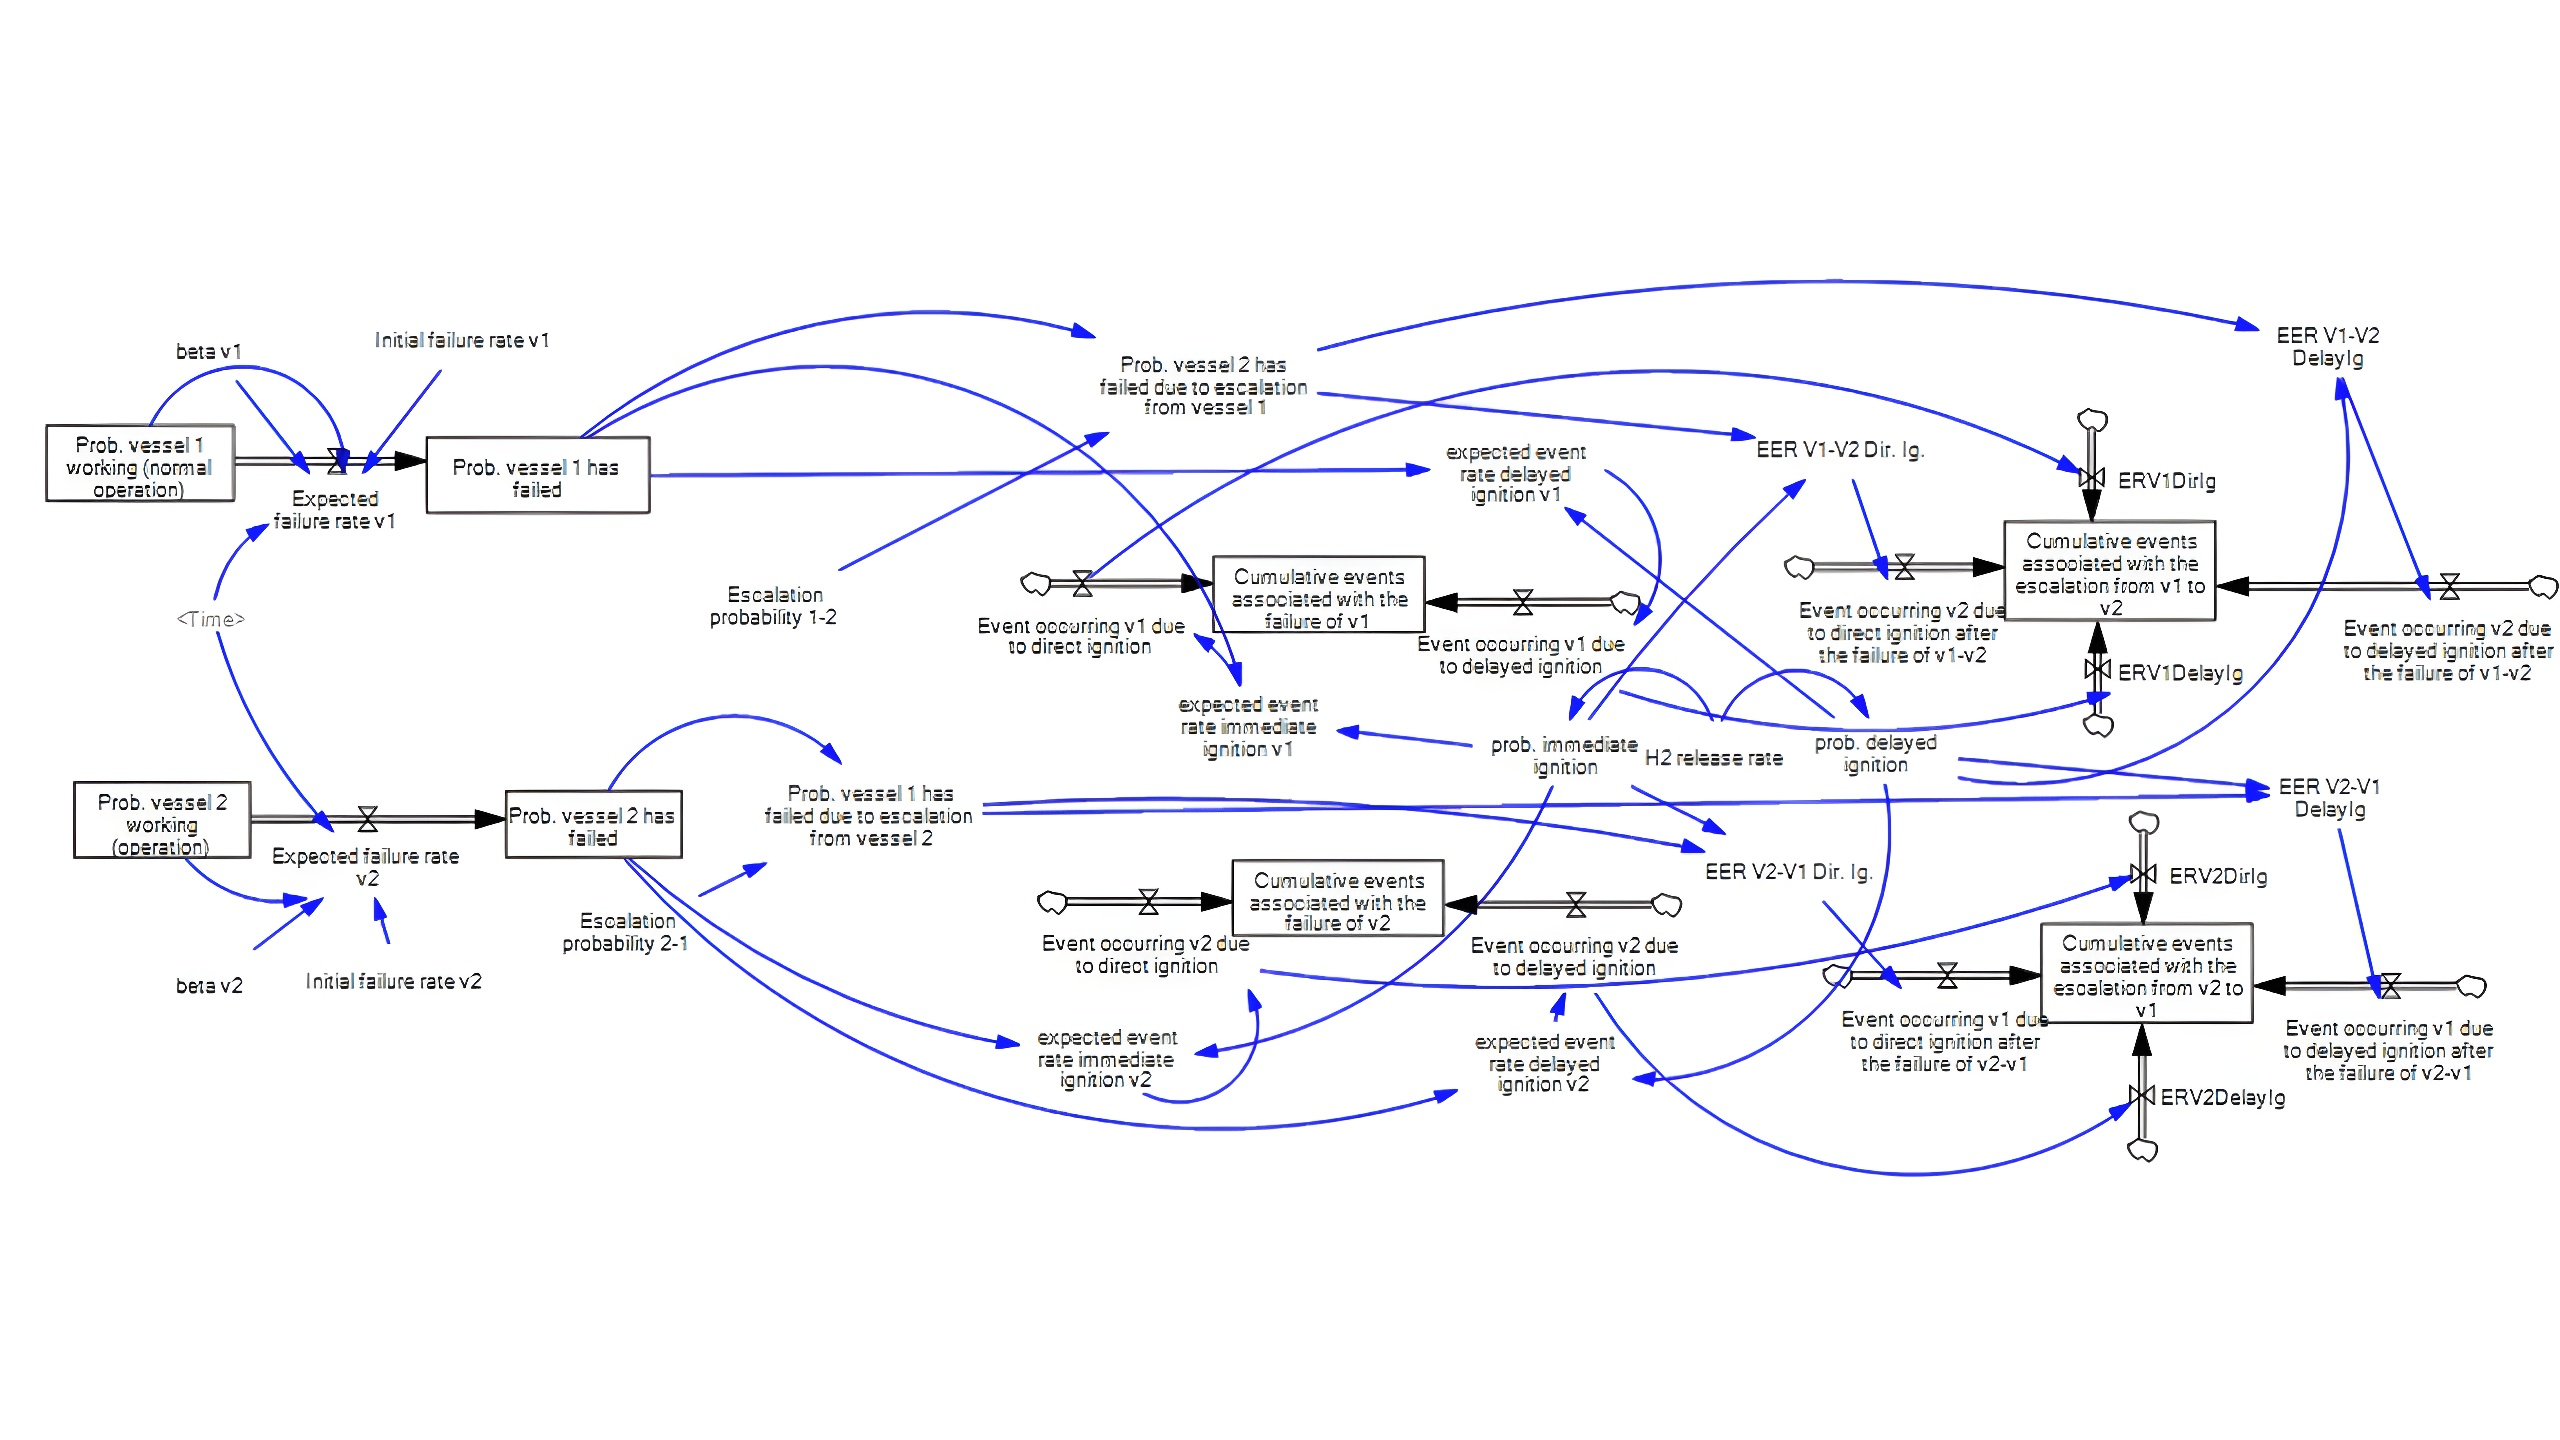 beta v1
Initial failure rate v1
Prob. vessel 1
working (normal
operation)
Expected
failure rate v1
Prob. vessel 1 has
failed
<Time>
Prob. vessel 2 has
failed due to escalation
from vessel 1
Escalation
probability 1-2
expected event
rate delayed
ignition v1
EER V1-V2 Dir. Ig.
EER V1-V2
DelayIg
ERV1DirIg
Event occurring v1 due
to direct ignition
Cumulative events
associated with the
failure of v1
Event occurring v1 due
to delayed ignition
Event occurring v2 due
to direct ignition after
the failure of v1-v2
Cumulative events
associated with the
escalation from v1 to
v2
ERV1DelayIg
Event occurring v2 due
to delayed ignition after
the failure of v1-v2
expected event
rate immediate
ignition v1
prob. immediate
ignition
H2 release rate
prob. delayed
ignition
EER V2-V1
DelayIg
Prob. vessel 2
working
(operation)
Expected failure rate
v2
Prob. vessel 2 has
failed
Prob. vessel 1 has
failed due to escalation
from vessel 2
Escalation
probability 2-1
beta v2
Initial failure rate v2
EER V2-V1 Dir. Ig.
ERV2DirIg
Event occurring v2 due
to direct ignition
Cumulative events
associated with the
failure of v2
Event occurring v2 due
to delayed ignition
Event occurring v1 due
to direct ignition after
the failure of v2-v1
Cumulative events
associated with the
escalation from v2 to
v1
Event occurring v1 due
to delayed ignition after
the failure of v2-v1
expected event
rate immediate
ignition v2
expected event
rate delayed
ignition v2
ERV2DelayIg